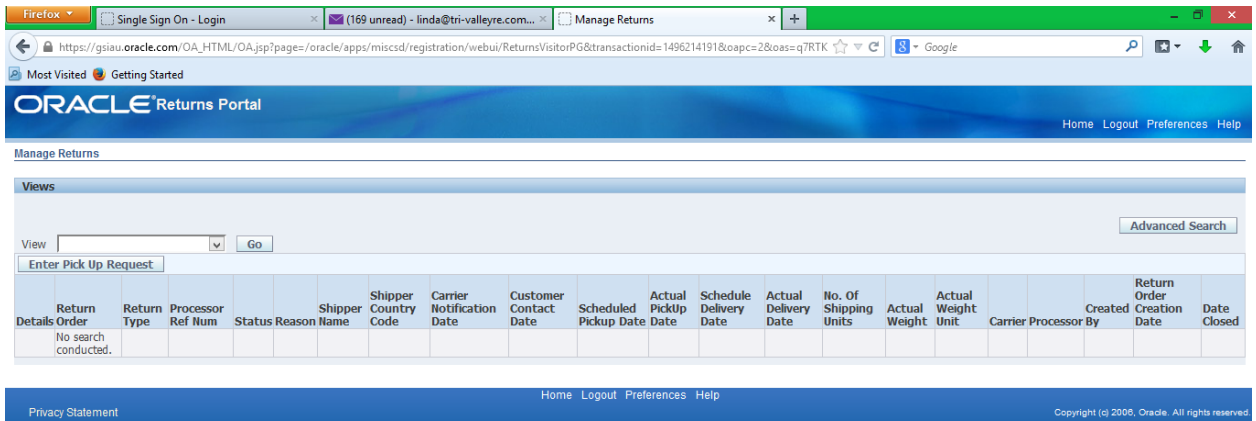 Firefox
Single Sign On - Login
(169 unread) - linda@tri-valleyre.com...
Manage Returns
https://gsiau.oracle.com/OA_HTML/OA.jsp?page=/oracle/apps/miscsd/registration/webui/ReturnsVisitorPG&transactionid=1496214191&oapc=2&oas=q7RTK
Google
Most Visited Getting Started
ORACLE Returns Portal
Home Logout Preferences Help
Manage Returns
Views
Advanced Search
View Go
Enter Pick Up Request
Details
Return Order
Return Type
Processor Ref Num
Status
Reason
Shipper Name
Shipper Country Code
Carrier Notification Date
Customer Contact Date
Scheduled Pickup Date
Actual PickUp Date
Schedule Delivery Date
Actual Delivery Date
No. Of Shipping Units
Actual Weight
Actual Weight Unit
Carrier
Processor
Created By
Return Order Creation Date
Date Closed
No search
conducted.
Home Logout Preferences Help
Privacy Statement
Copyright (c) 2006, Oracle. All rights reserved.